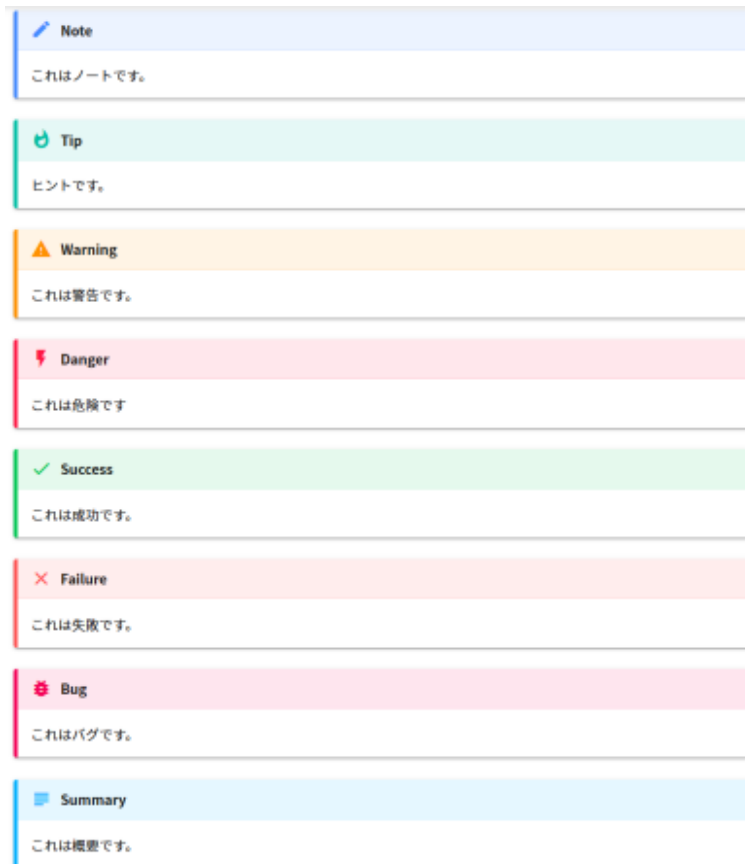 Note
これはノートです。
Tip
ヒントです。
Warning
これは警告です。
Danger
これは危険です
Success
これは成功です。
Failure
これは失敗です。
Bug
これはバグです。
Summary
これは概要です。